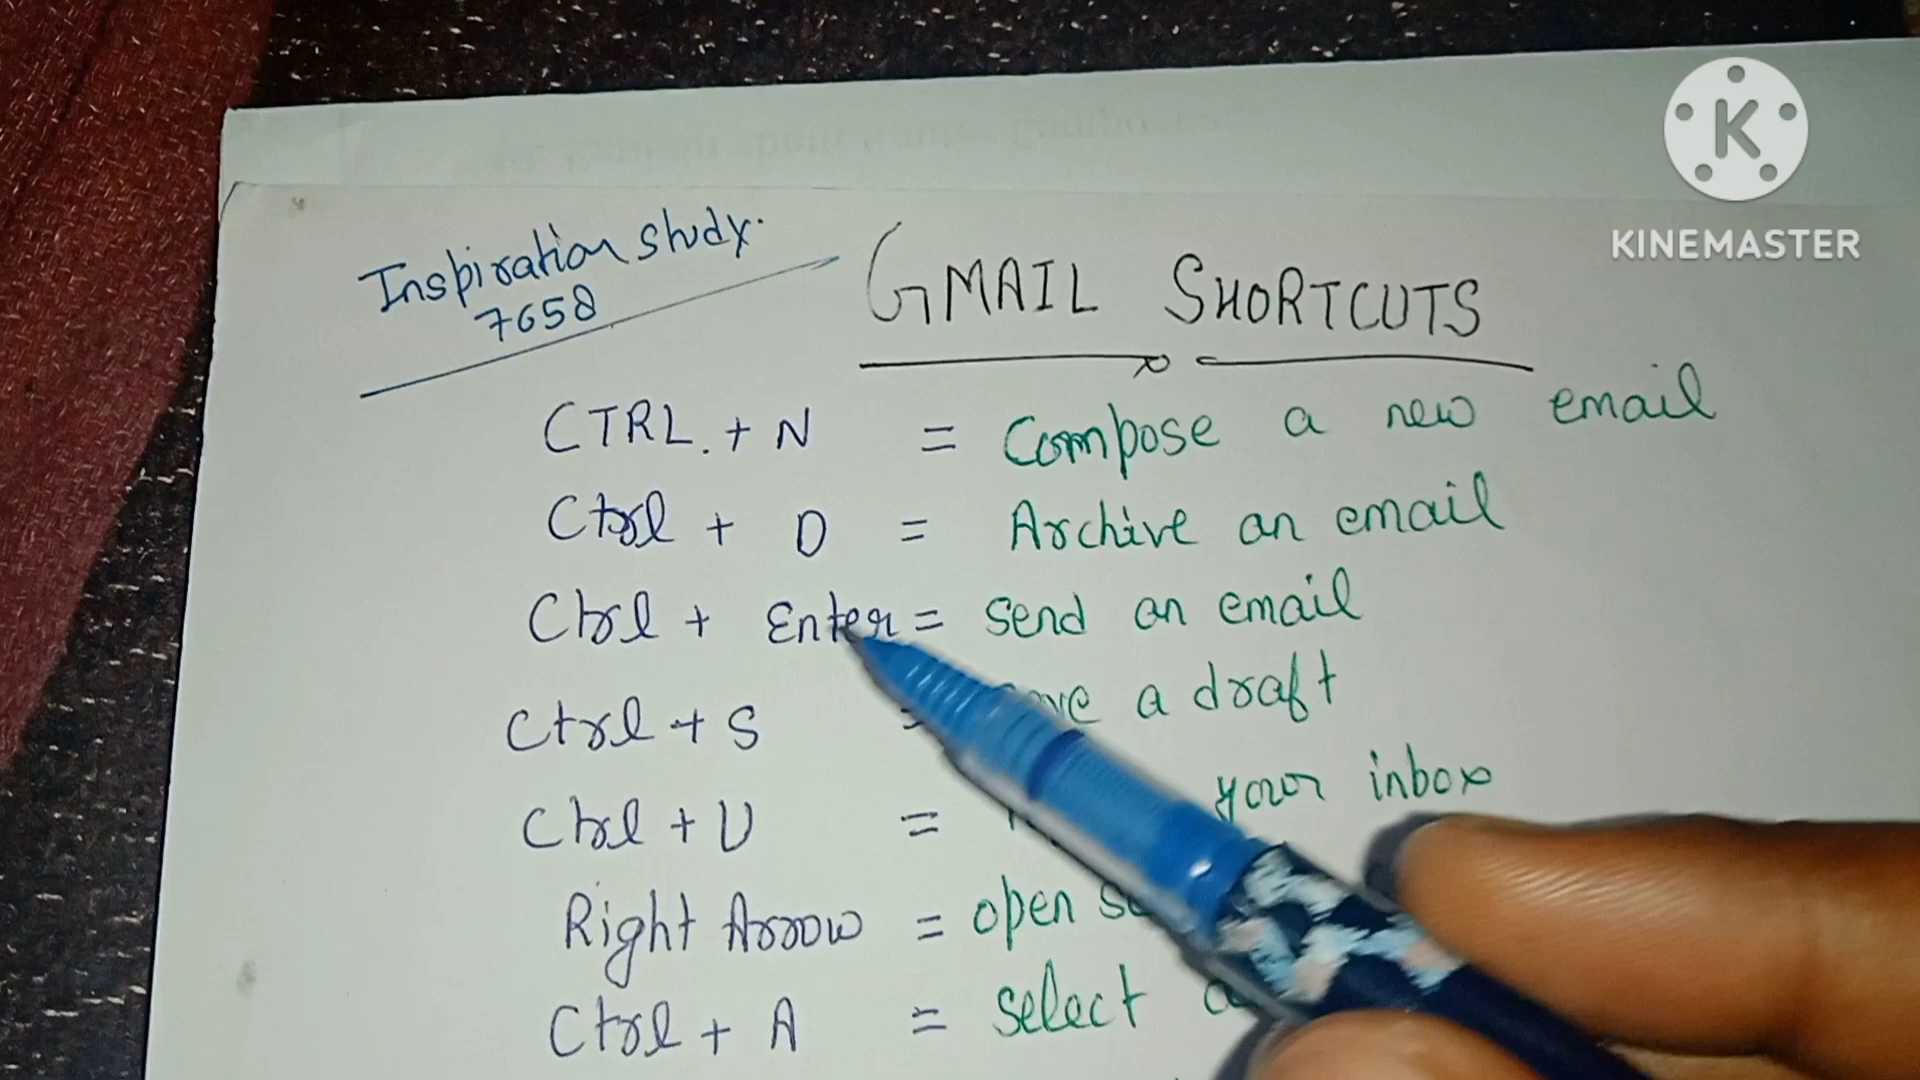 Inspiration study.
7658
GMAIL SHORTCUTS
CTRL. + N = Compose a new email
Ctrl + D = Archive an email
Ctrl + Enter = Send an email
Ctrl + S = a draft
Ctrl + U = your inbox
Right Arrow = open
Ctrl + A = select
K
KINEMASTER